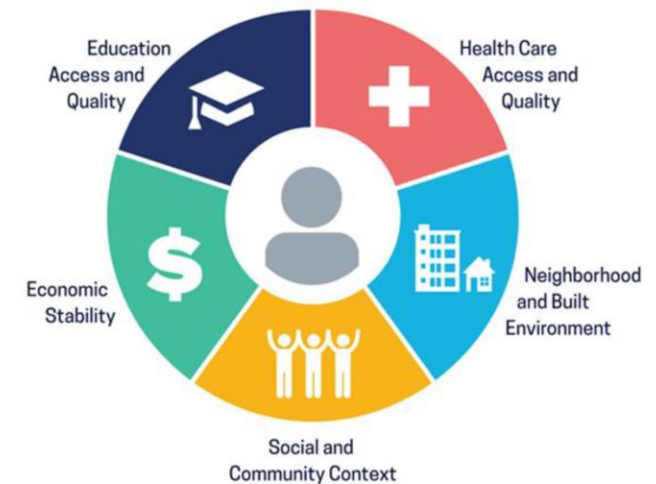 Education
Access and
Quality
Health Care
Access and
Quality
$
Economic
Stability
Neighborhood
and Built
Environment
Social and
Community Context